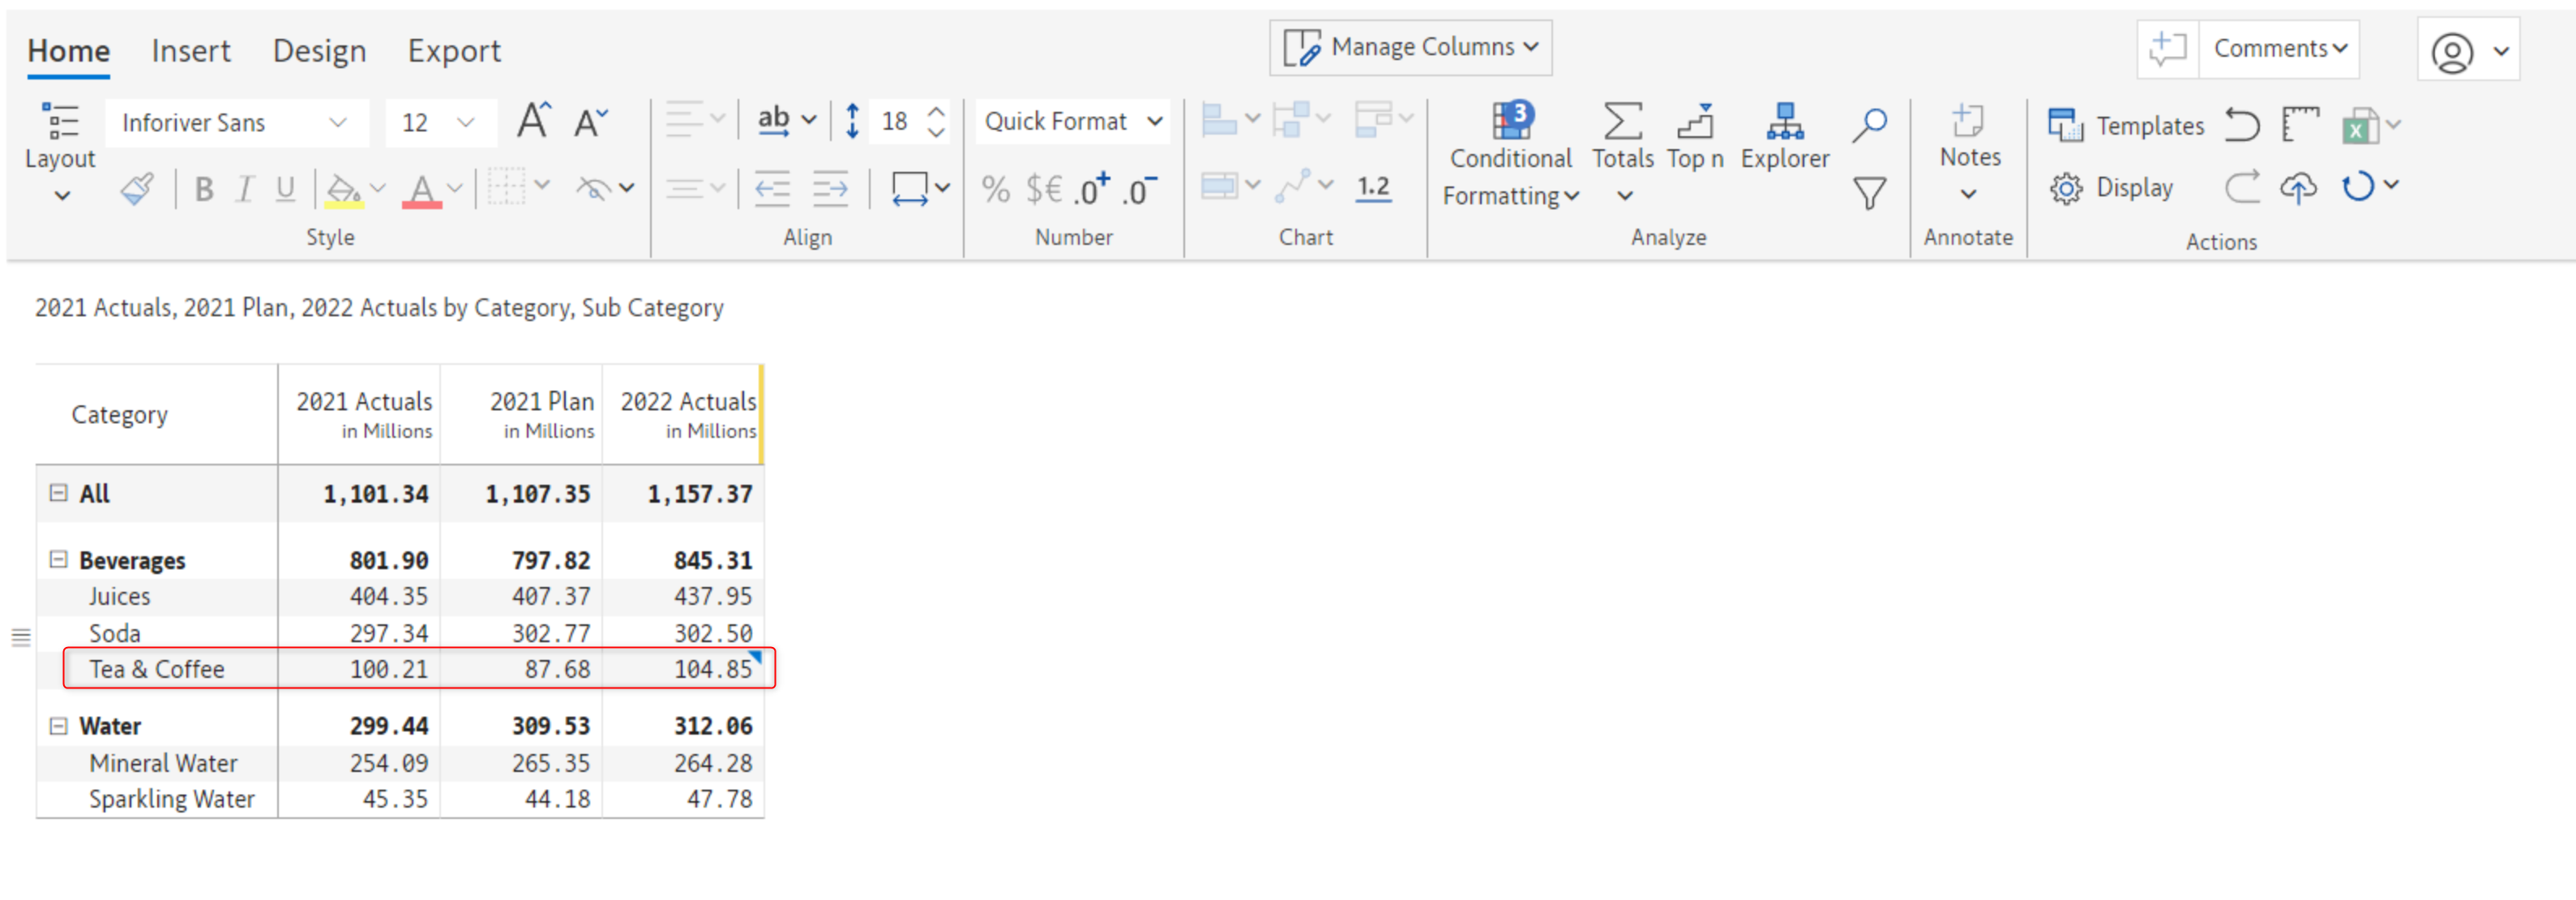 Home Insert Design Export Manage Columns Comments
Inforiver Sans 12 A A ab 18 Quick Format 3 Templates
Layout Conditional Formatting Totals Top n Explorer Notes
B I U A % $€ .0+ .0- 1.2 Display
Style Align Number Chart Analyze Annotate Actions
2021 Actuals, 2021 Plan, 2022 Actuals by Category, Sub Category
Category 2021 Actuals in Millions 2021 Plan in Millions 2022 Actuals in Millions
All 1,101.34 1,107.35 1,157.37
Beverages 801.90 797.82 845.31
Juices 404.35 407.37 437.95
Soda 297.34 302.77 302.50
Tea & Coffee 100.21 87.68 104.85
Water 299.44 309.53 312.06
Mineral Water 254.09 265.35 264.28
Sparkling Water 45.35 44.18 47.78